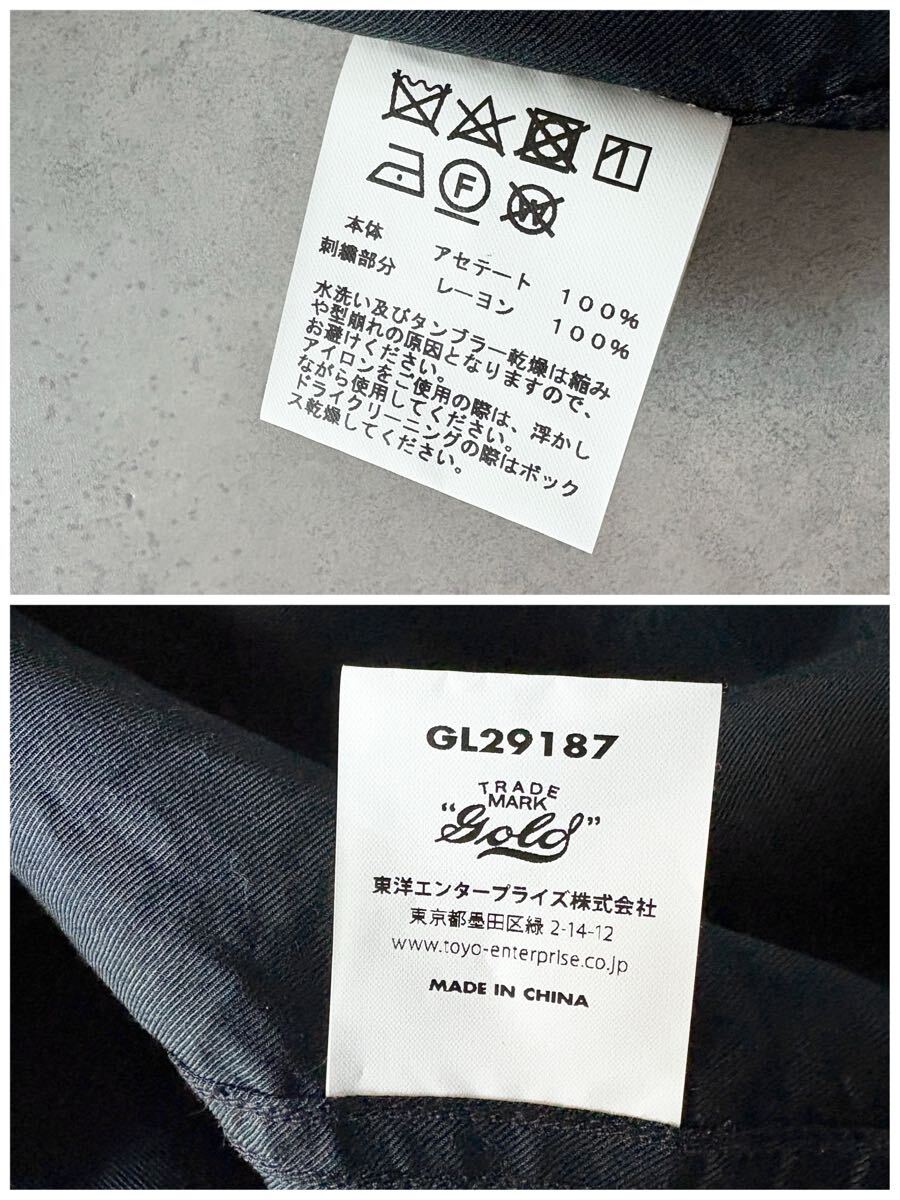 F
W
本体 アセテート 100%
刺繍部分 レーヨン 100%
水洗い及びタンブラー乾燥は縮み
や型崩れの原因となりますので、
お避けください。
アイロンをご使用の際は、浮かし
ながら使用してください。
ドライクリーニングの際はボック
ス乾燥してください。
GL29187
TRADE
MARK
"Gold"
東洋エンタープライズ株式会社
東京都墨田区緑 2-14-12
www.toyo-enterprise.co.jp
MADE IN CHINA